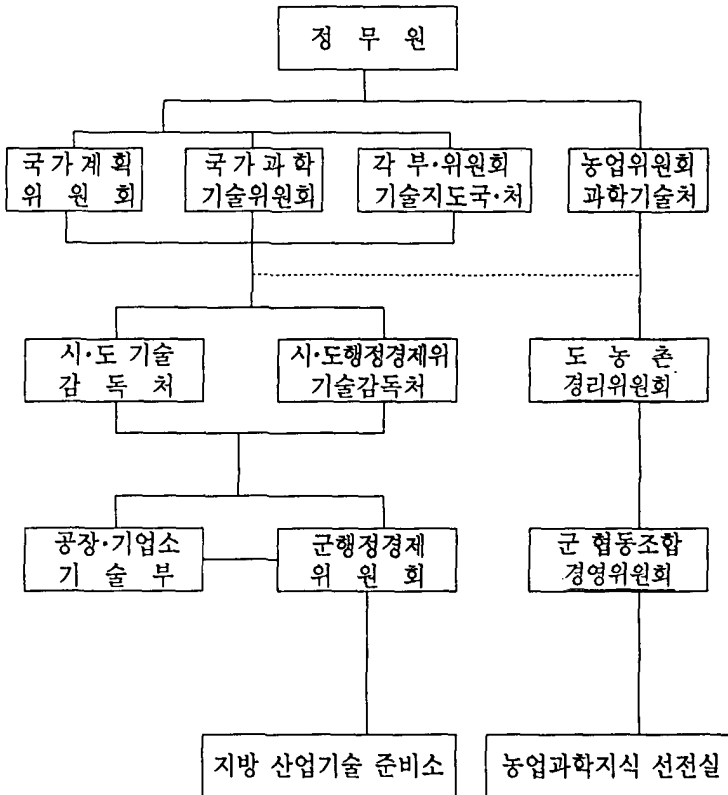 정 무 원
국가계획
위 원 회
국가과학
기술위원회
각 부·위원회
기술지도국·처
농업위원회
과학기술처
시·도 기술
감 독 처
시·도행정경제위
기술감독처
도 농 촌
경리위원회
공장·기업소
기 술 부
군행정경제
위 원 회
군 협동조합
경영위원회
지방 산업기술 준비소
농업과학지식 선전실